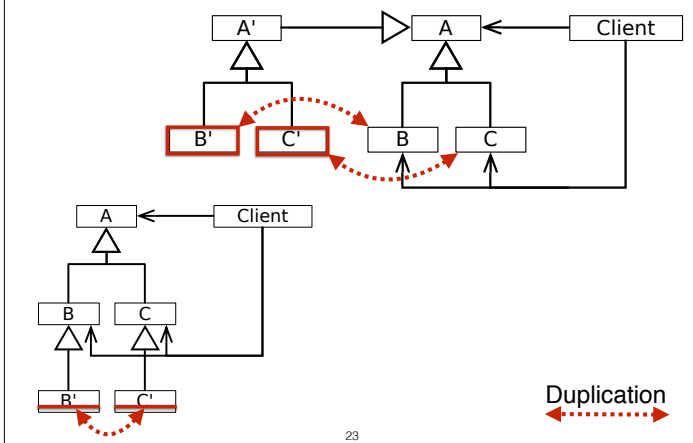 A' A Client
B' C' B C
A Client
B C
B' C'
Duplication
23